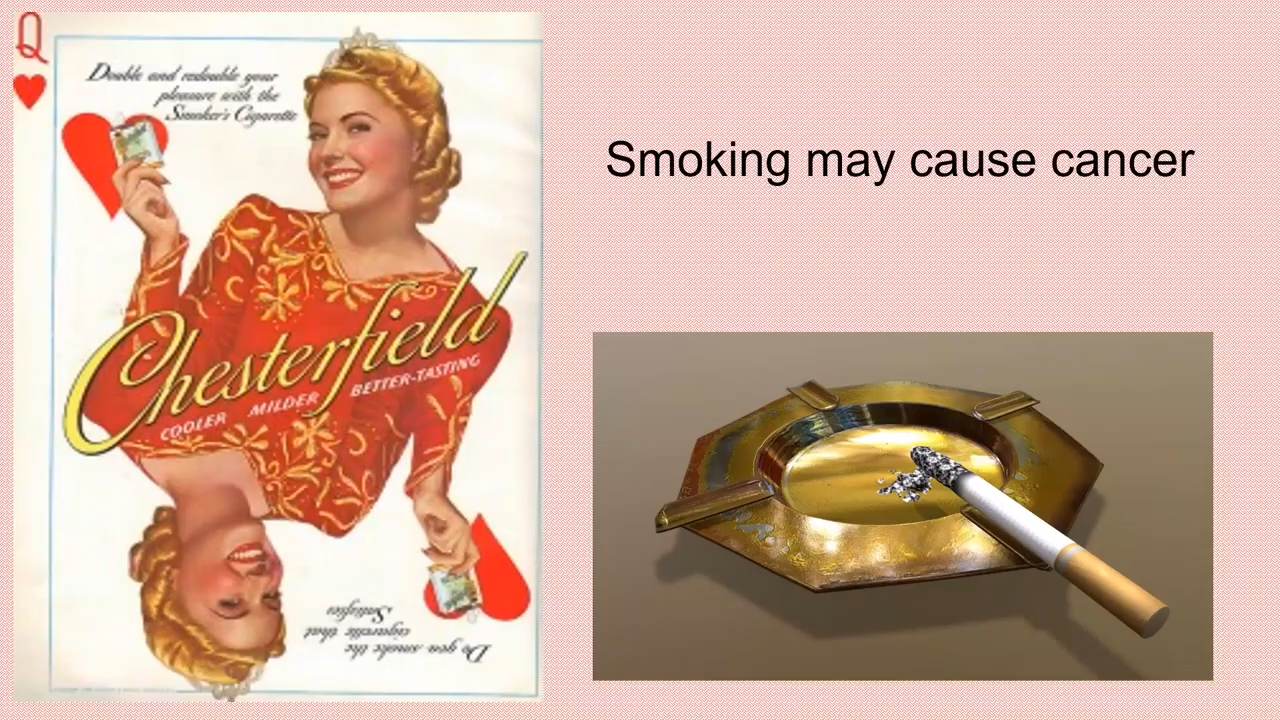 Q
Double and redouble your
pleasure with the
Smoker's Cigarette
Chesterfield
COOLER MILDER BETTER-TASTING
Do you smoke the
cigarette that
Satisfies
Smoking may cause cancer